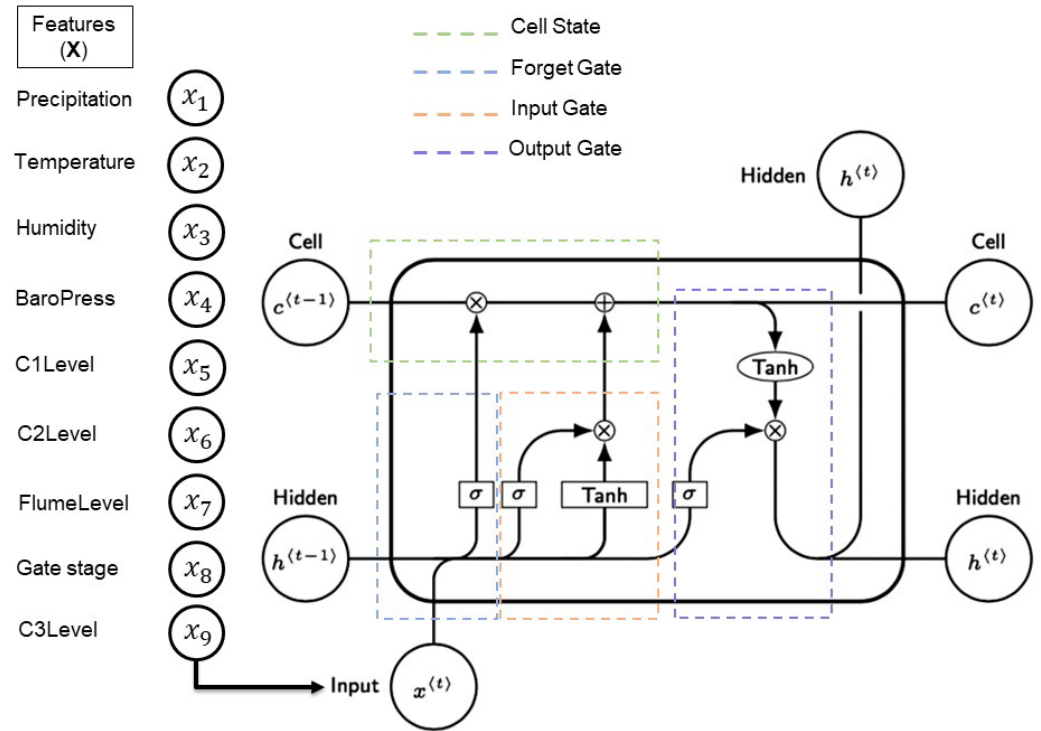 Features
(X)
Precipitation x₁
Temperature x₂
Humidity x₃
BaroPress x₄
C1Level x₅
C2Level x₆
FlumeLevel x₇
Gate stage x₈
C3Level x₉
Cell State
Forget Gate
Input Gate
Output Gate
Hidden h⟨t⟩
Cell
c⟨t−1⟩
Cell
c⟨t⟩
×
+
Tanh
×
×
σ
σ
Tanh
σ
Hidden
h⟨t−1⟩
Hidden
h⟨t⟩
Input x⟨t⟩